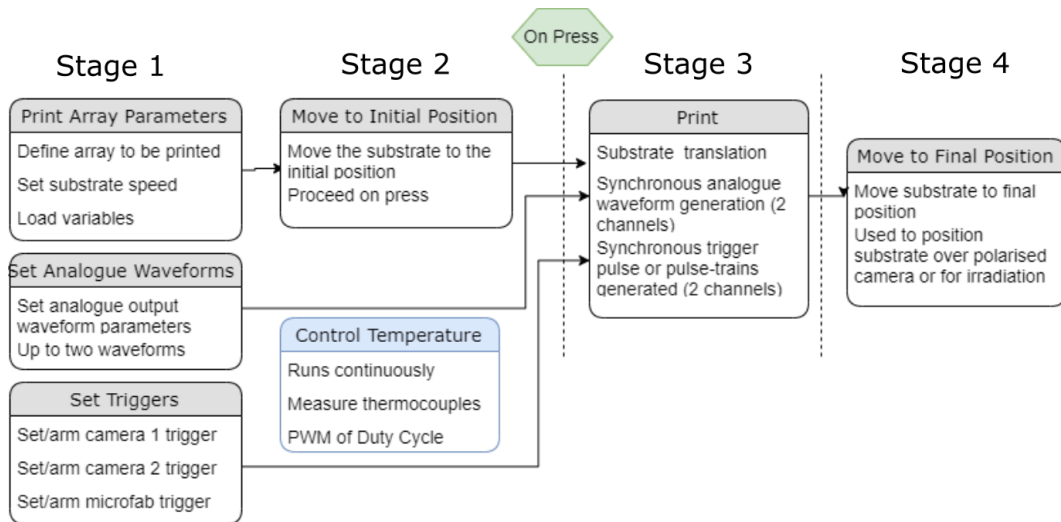 On Press
Stage 1
Stage 2
Stage 3
Stage 4
Print Array Parameters
Define array to be printed
Set substrate speed
Load variables
Set Analogue Waveforms
Set analogue output
waveform parameters
Up to two waveforms
Set Triggers
Set/arm camera 1 trigger
Set/arm camera 2 trigger
Set/arm microfab trigger
Move to Initial Position
Move the substrate to the
initial position
Proceed on press
Control Temperature
Runs continuously
Measure thermocouples
PWM of Duty Cycle
Print
Substrate translation
Synchronous analogue
waveform generation (2
channels)
Synchronous trigger
pulse or pulse-trains
generated (2 channels)
Move to Final Position
Move substrate to final
position
Used to position
substrate over polarised
camera or for irradiation